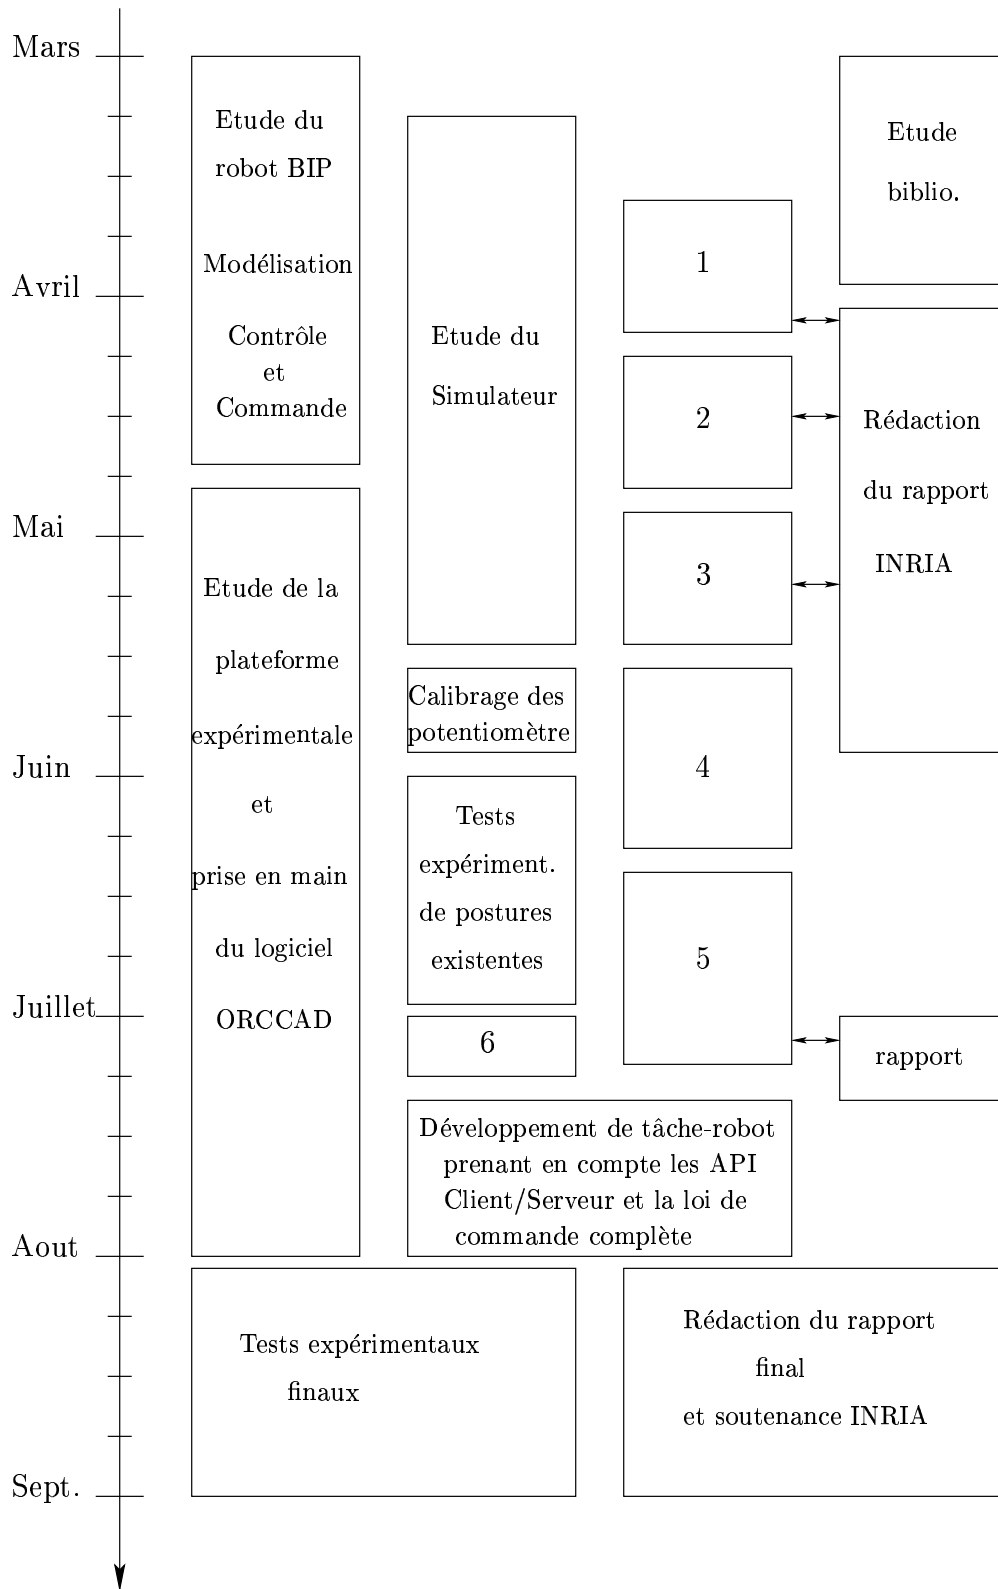 Mars
Avril
Mai
Juin
Juillet
Aout
Sept.
Etude du
robot BIP
Modélisation
Contrôle
et
Commande
Etude de la
plateforme
expérimentale
et
prise en main
du logiciel
ORCCAD
Etude du
Simulateur
Calibrage des
potentiomètre
Tests
expériment.
de postures
existentes
6
1
2
3
4
5
Etude
biblio.
Rédaction
du rapport
INRIA
rapport
Développement de tâche-robot
prenant en compte les API
Client/Serveur et la loi de
commande complète
Tests expérimentaux
finaux
Rédaction du rapport
final
et soutenance INRIA